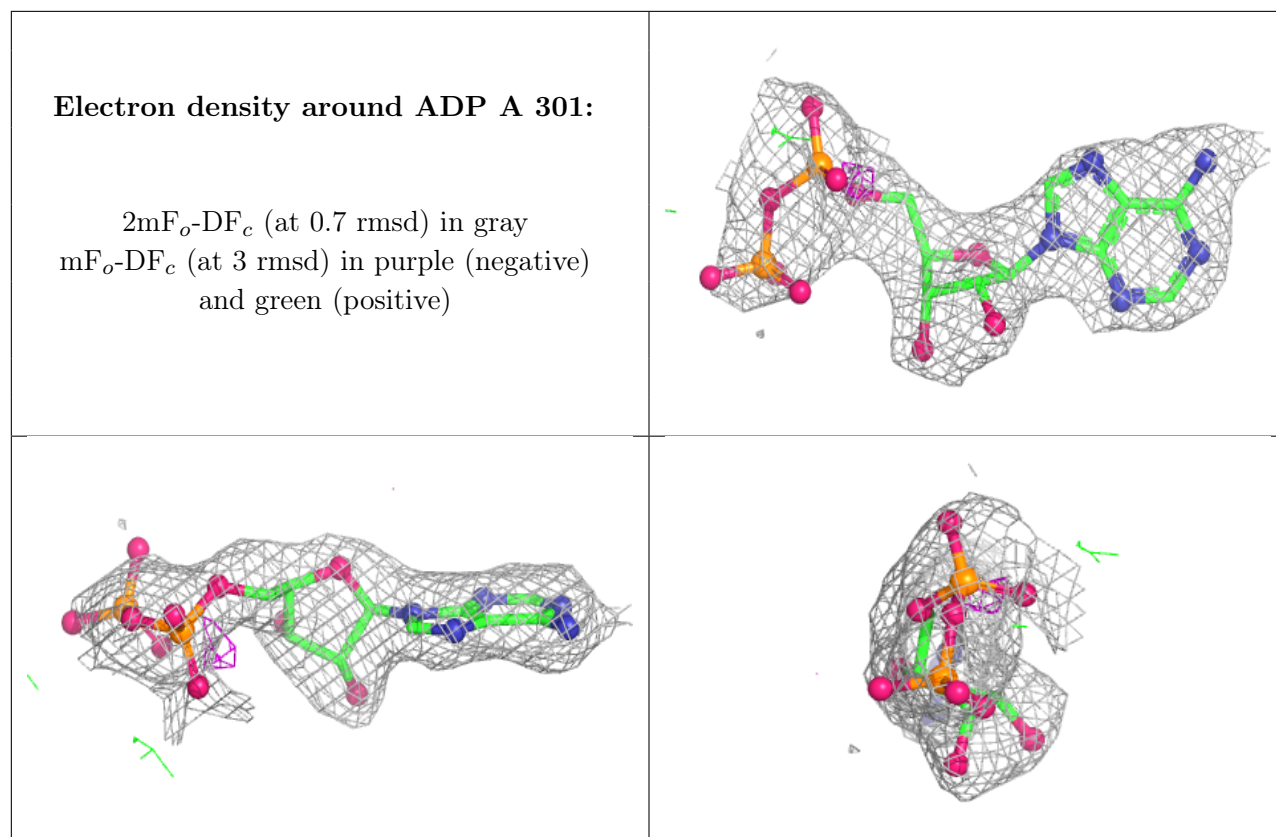 Electron density around ADP A 301:
2mFo-DFc (at 0.7 rmsd) in gray
mFo-DFc (at 3 rmsd) in purple (negative)
and green (positive)